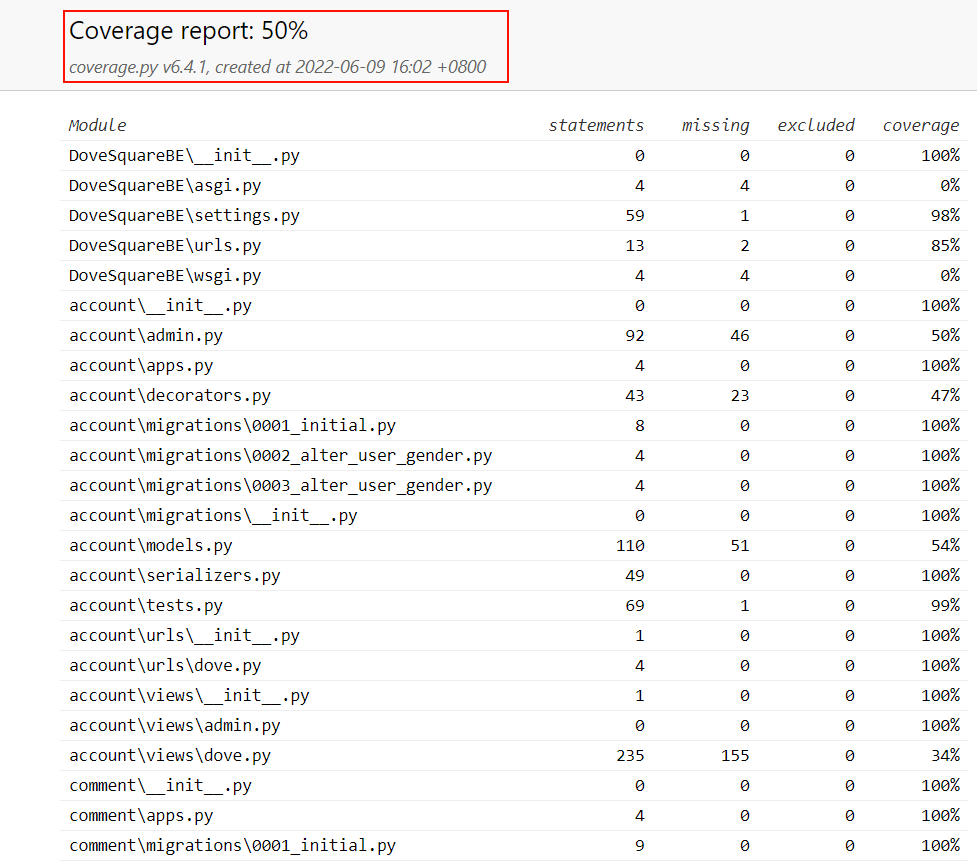 Coverage report: 50%
coverage.py v6.4.1, created at 2022-06-09 16:02 +0800
Module statements missing excluded coverage
DoveSquareBE\__init__.py 0 0 0 100%
DoveSquareBE\asgi.py 4 4 0 0%
DoveSquareBE\settings.py 59 1 0 98%
DoveSquareBE\urls.py 13 2 0 85%
DoveSquareBE\wsgi.py 4 4 0 0%
account\__init__.py 0 0 0 100%
account\admin.py 92 46 0 50%
account\apps.py 4 0 0 100%
account\decorators.py 43 23 0 47%
account\migrations\0001_initial.py 8 0 0 100%
account\migrations\0002_alter_user_gender.py 4 0 0 100%
account\migrations\0003_alter_user_gender.py 4 0 0 100%
account\migrations\__init__.py 0 0 0 100%
account\models.py 110 51 0 54%
account\serializers.py 49 0 0 100%
account\tests.py 69 1 0 99%
account\urls\__init__.py 1 0 0 100%
account\urls\dove.py 4 0 0 100%
account\views\__init__.py 1 0 0 100%
account\views\admin.py 0 0 0 100%
account\views\dove.py 235 155 0 34%
comment\__init__.py 0 0 0 100%
comment\apps.py 4 0 0 100%
comment\migrations\0001_initial.py 9 0 0 100%